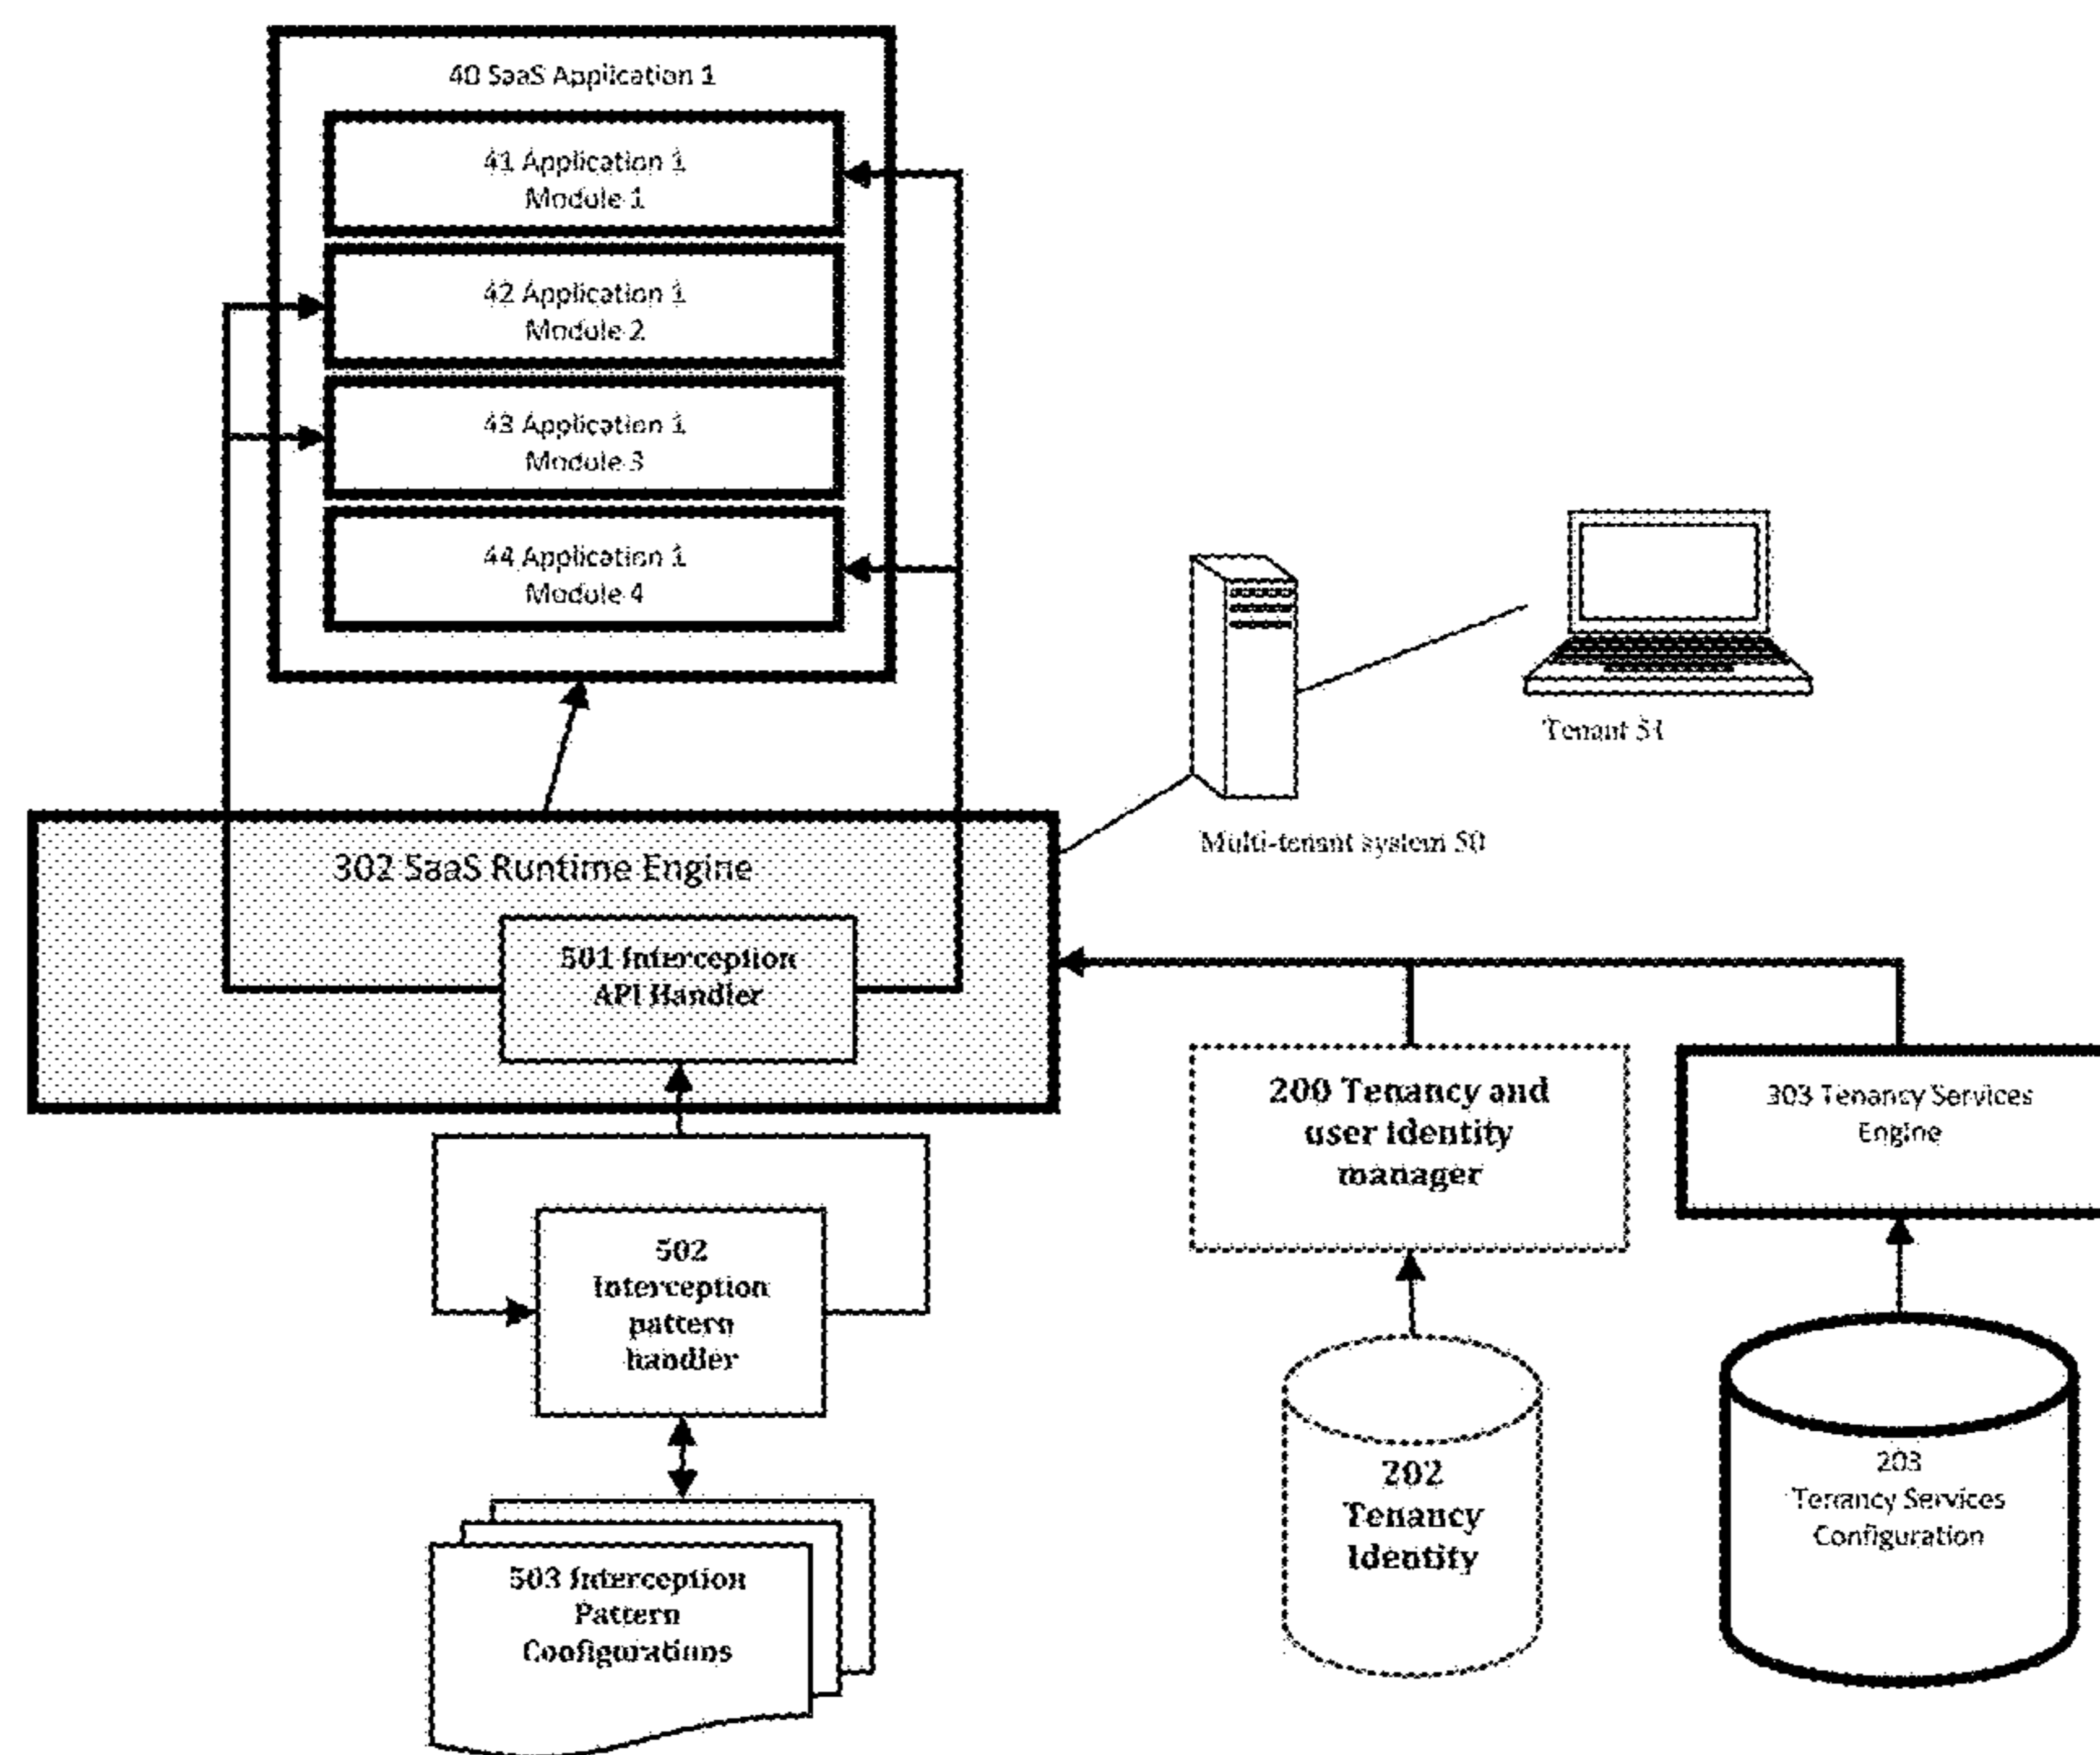 40 SaaS Application 1
41 Application 1
Module 1
42 Application 1
Module 2
43 Application 1
Module 3
44 Application 1
Module 4
Tenant 51
Multi-tenant system 50
302 SaaS Runtime Engine
501 Interception
API Handler
200 Tenancy and
user identity
manager
303 Tenancy Services
Engine
502
Interception
pattern
handler
202
Tenancy
Identity
203
Tenancy Services
Configuration
503 Interception
Pattern
Configurations